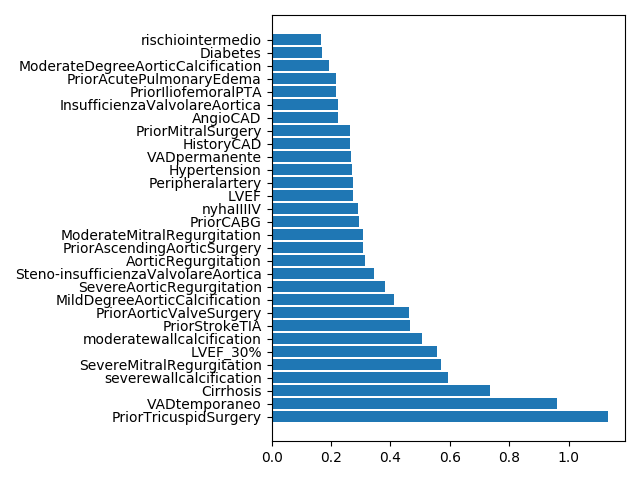 rischiointermedio
Diabetes
ModerateDegreeAorticCalcification
PriorAcutePulmonaryEdema
PriorIliofemoralPTA
InsufficienzaValvolareAortica
AngioCAD
PriorMitralSurgery
HistoryCAD
VADpermanente
Hypertension
Peripheralartery
LVEF
nyhaIIIIV
PriorCABG
ModerateMitralRegurgitation
PriorAscendingAorticSurgery
AorticRegurgitation
Steno-insufficienzaValvolareAortica
SevereAorticRegurgitation
MildDegreeAorticCalcification
PriorAorticValveSurgery
PriorStrokeTIA
moderatewallcalcification
LVEF_30%
SevereMitralRegurgitation
severewallcalcification
Cirrhosis
VADtemporaneo
PriorTricuspidSurgery
0.0 0.2 0.4 0.6 0.8 1.0